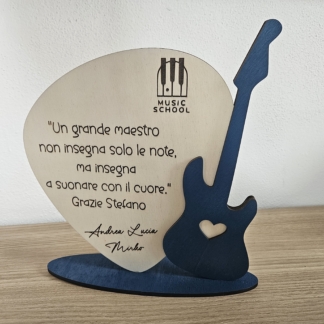 MUSIC
SCHOOL
"Un grande maestro
non insegna solo le note,
ma insegna
a suonare con il cuore."
Grazie Stefano
Andrea Lucia
Mirko